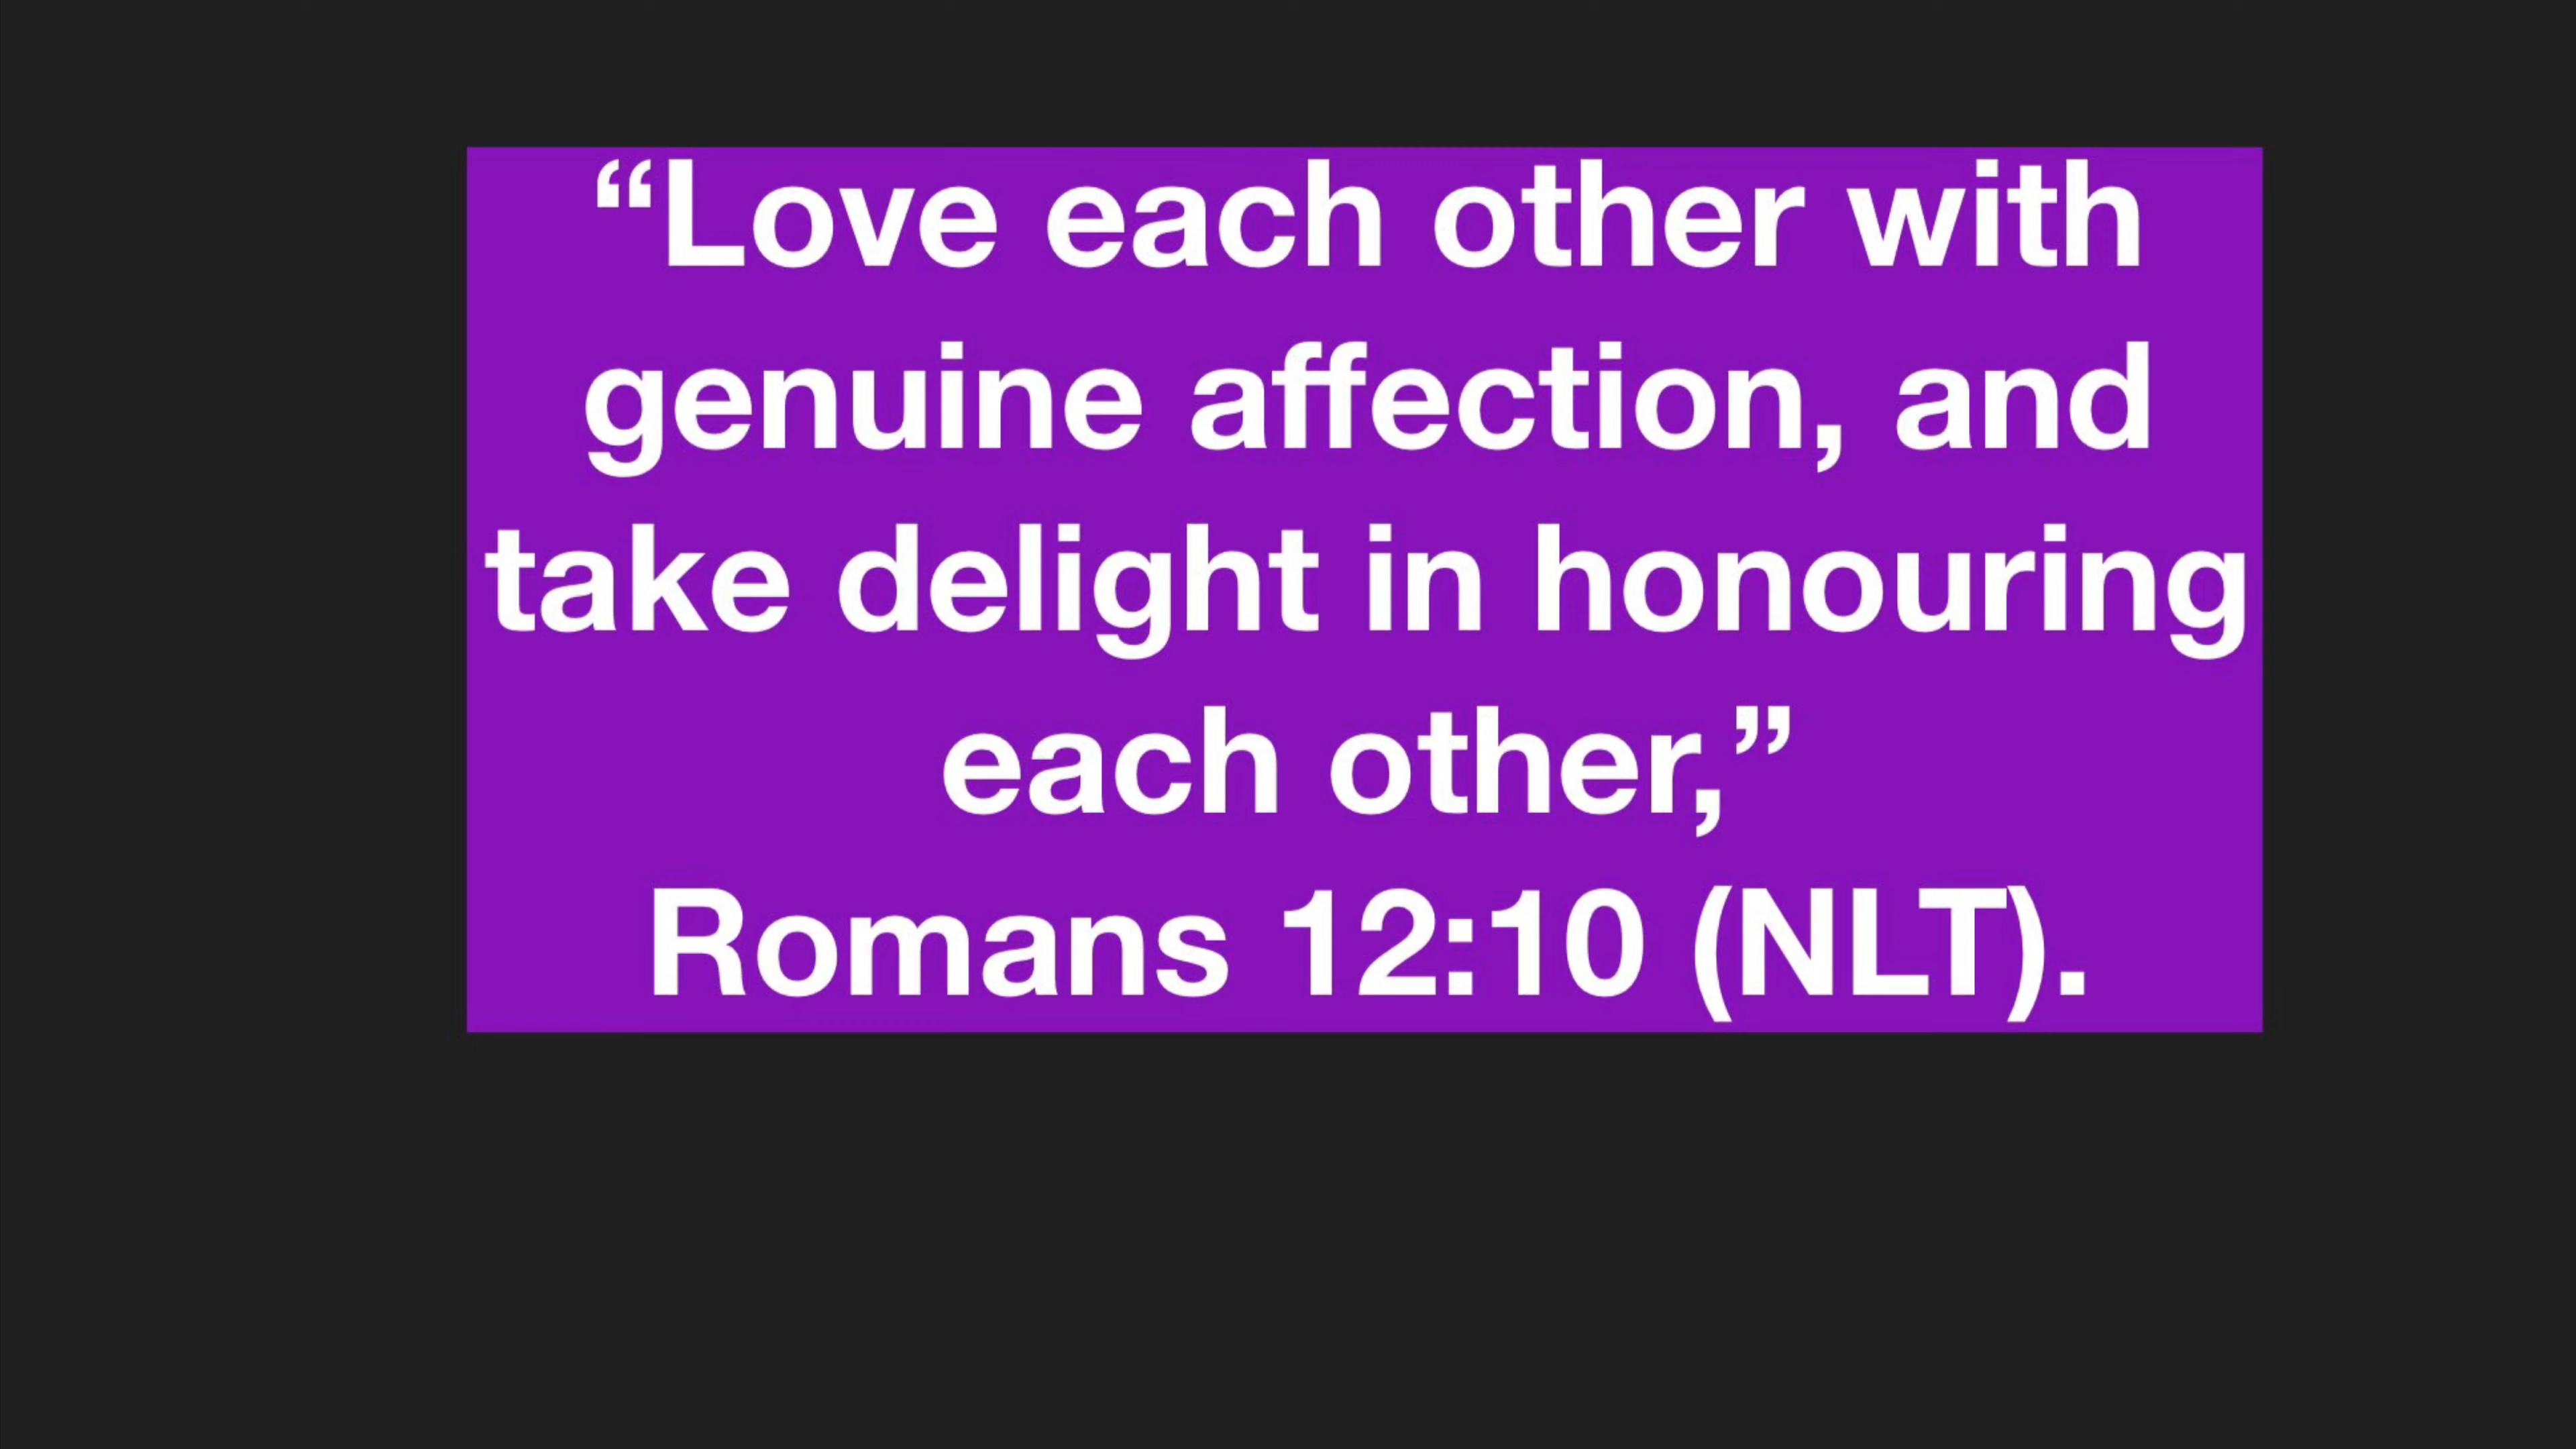 “Love each other with
genuine affection, and
take delight in honouring
each other,”
Romans 12:10 (NLT).